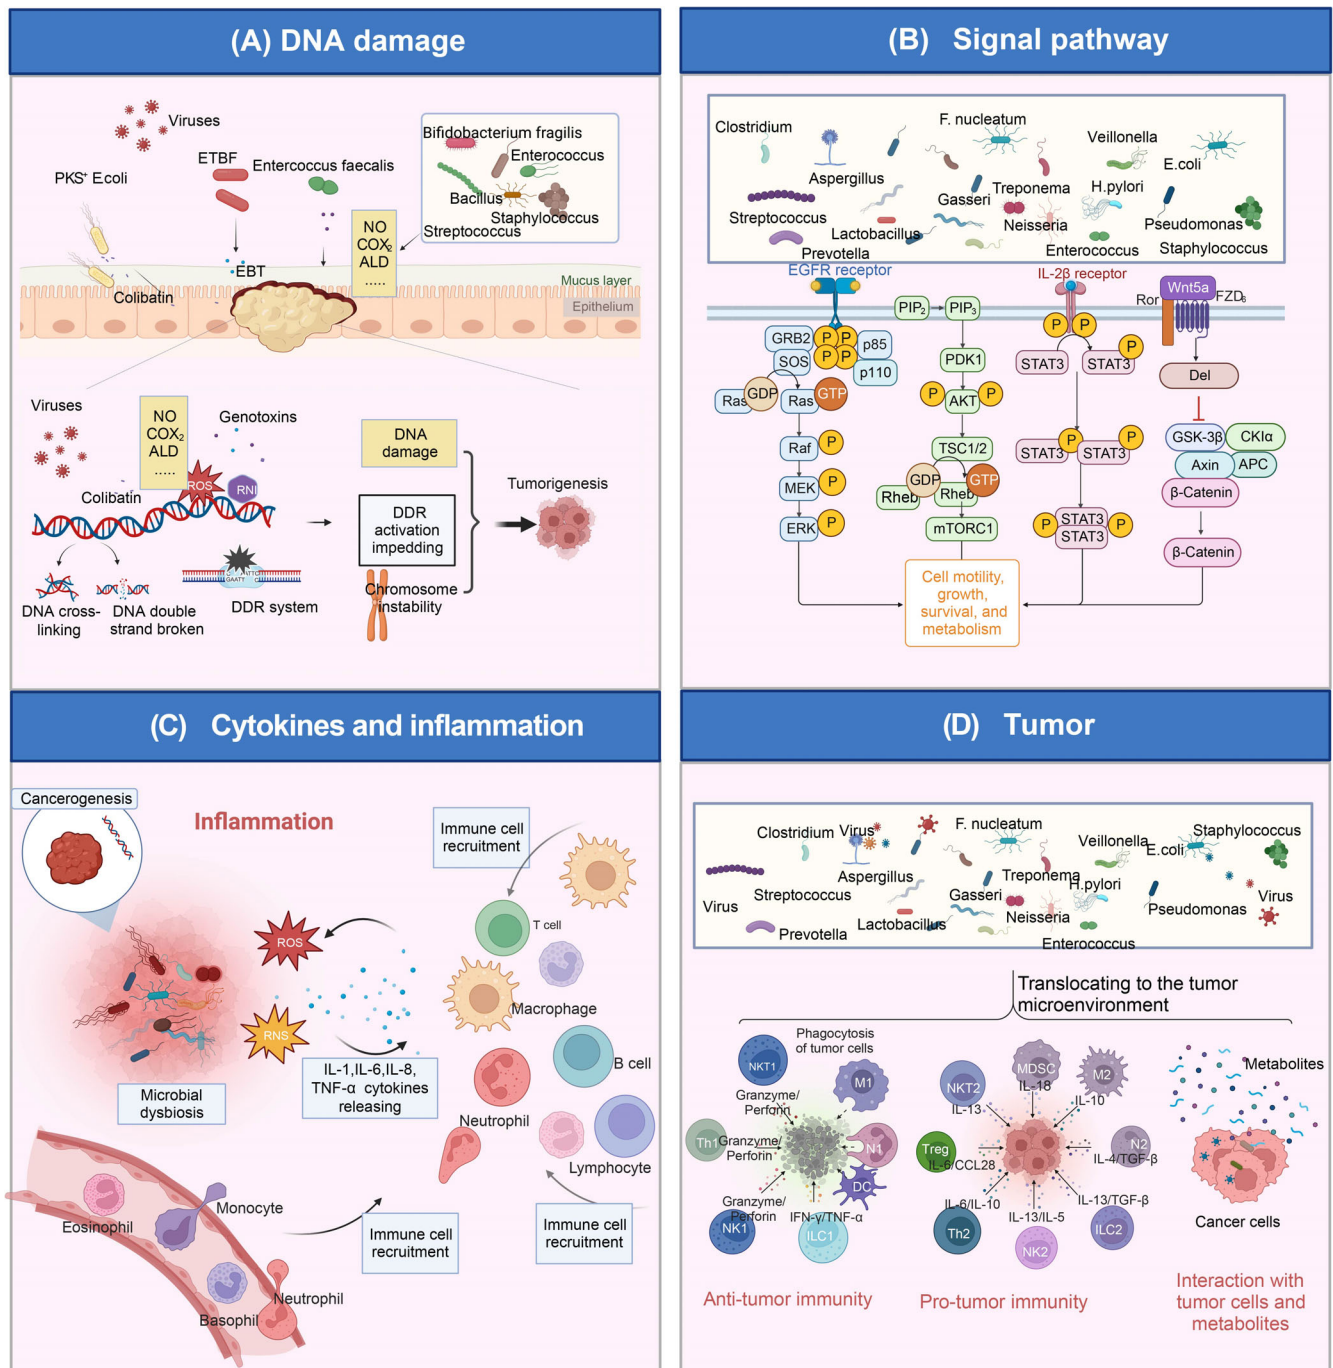 (A) DNA damage
Viruses
ETBF
Entercoccus faecalis
PKS+ E.coli
Bifidobacterium fragilis
Enterococcus
Bacillus
Staphylococcus
Streptococcus
NO
COX2
ALD
.....
EBT
Colibatin
Mucus layer
Epithelium
Viruses
NO
COX2
ALD
.....
Genotoxins
Colibatin
ROS
RNI
DNA
damage
DDR
activation
impedding
Chromosome
instability
Tumorigenesis
DNA cross-
linking
DNA double
strand broken
GAATT
DDR system
(B) Signal pathway
Clostridium
F. nucleatum
Veillonella
E.coli
Aspergillus
Gasseri
Treponema
H.pylori
Streptococcus
Lactobacillus
Neisseria
Pseudomonas
Prevotella
Enterococcus
Staphylococcus
EGFR receptor
IL-2β receptor
Wnt5a
Ror
FZD6
PIP2
PIP3
GRB2
SOS
P P
P P
p85
p110
PDK1
P P
STAT3
STAT3
P
Del
Ras
GDP
Ras
GTP
P
AKT
P
Raf
P
TSC1/2
STAT3
P
STAT3
P
GSK-3β
CKIα
Axin
APC
β-Catenin
MEK
P
GDP
GTP
Rheb
Rheb
ERK
P
mTORC1
P
STAT3
STAT3
P
β-Catenin
Cell motility,
growth,
survival, and
metabolism
(C) Cytokines and inflammation
Cancerogenesis
Inflammation
Immune cell
recruitment
T cell
ROS
Macrophage
RNS
B cell
IL-1,IL-6,IL-8,
TNF-α cytokines
releasing
Microbial
dysbiosis
Neutrophil
Lymphocyte
Monocyte
Eosinophil
Immune cell
recruitment
Immune cell
recruitment
Neutrophil
Basophil
(D) Tumor
Clostridium
Virus
F. nucleatum
Veillonella
E.coli
Staphylococcus
Aspergillus
Treponema
H.pylori
Streptococcus
Gasseri
Virus
Virus
Lactobacillus
Neisseria
Pseudomonas
Prevotella
Enterococcus
Translocating to the tumor
microenvironment
Phagocytosis
of tumor cells
NKT1
M1
Granzyme/
Perforin
Th1
Granzyme/
Perforin
N1
DC
Granzyme/
Perforin
IFN-γ/TNF-α
NK1
ILC1
Anti-tumor immunity
NKT2
IL-13
MDSC
IL-18
M2
IL-10
Treg
IL-6/CCL28
N2
IL-4/TGF-β
IL-6/IL-10
Th2
IL-13/IL-5
NK2
IL-13/TGF-β
ILC2
Pro-tumor immunity
Metabolites
Cancer cells
Interaction with
tumor cells and
metabolites